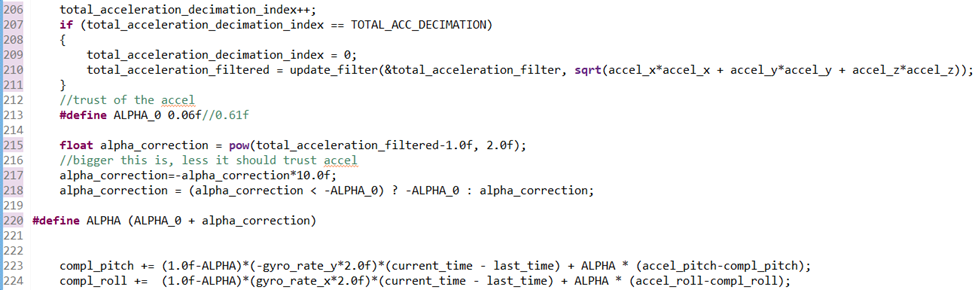 206 total_acceleration_decimation_index++;
207 if (total_acceleration_decimation_index == TOTAL_ACC_DECIMATION)
208 {
209 total_acceleration_decimation_index = 0;
210 total_acceleration_filtered = update_filter(&total_acceleration_filter, sqrt(accel_x*accel_x + accel_y*accel_y + accel_z*accel_z));
211 }
212 //trust of the accel
213 #define ALPHA_0 0.06f//0.61f
214
215 float alpha_correction = pow(total_acceleration_filtered-1.0f, 2.0f);
216 //bigger this is, less it should trust accel
217 alpha_correction=-alpha_correction*10.0f;
218 alpha_correction = (alpha_correction < -ALPHA_0) ? -ALPHA_0 : alpha_correction;
219
220 #define ALPHA (ALPHA_0 + alpha_correction)
221
222
223 compl_pitch += (1.0f-ALPHA)*(-gyro_rate_y*2.0f)*(current_time - last_time) + ALPHA * (accel_pitch-compl_pitch);
224 compl_roll += (1.0f-ALPHA)*(gyro_rate_x*2.0f)*(current_time - last_time) + ALPHA * (accel_roll-compl_roll);